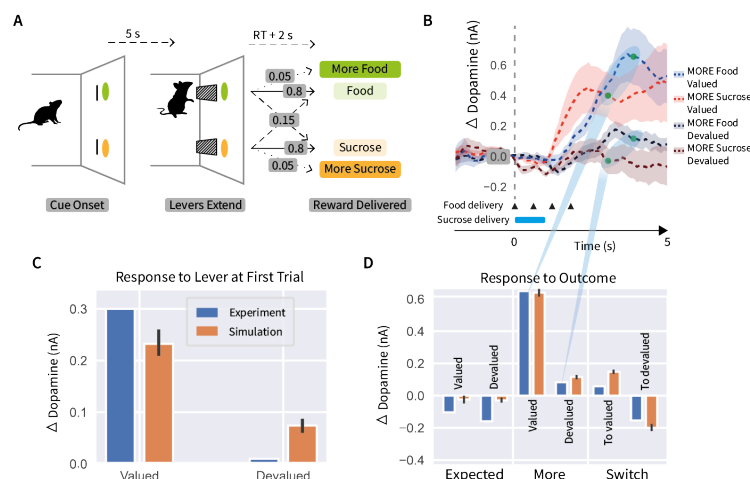 A
5 s
RT + 2 s
0.05
0.8
0.15
0.8
0.05
More Food
Food
Sucrose
More Sucrose
Cue Onset
Levers Extend
Reward Delivered
B
Δ Dopamine (nA)
0.6
0.4
0.2
0.0
−0.2
MORE Food
Valued
MORE Sucrose
Valued
MORE Food
Devalued
MORE Sucrose
Devalued
Food delivery
Sucrose delivery
0
Time (s)
5
C
Response to Lever at First Trial
Δ Dopamine (nA)
0.3
0.2
0.1
0.0
Experiment
Simulation
Valued
Devalued
D
Response to Outcome
Δ Dopamine (nA)
0.6
0.4
0.2
0.0
−0.2
−0.4
Valued
Devalued
Valued
Devalued
To valued
To devalued
Expected
More
Switch